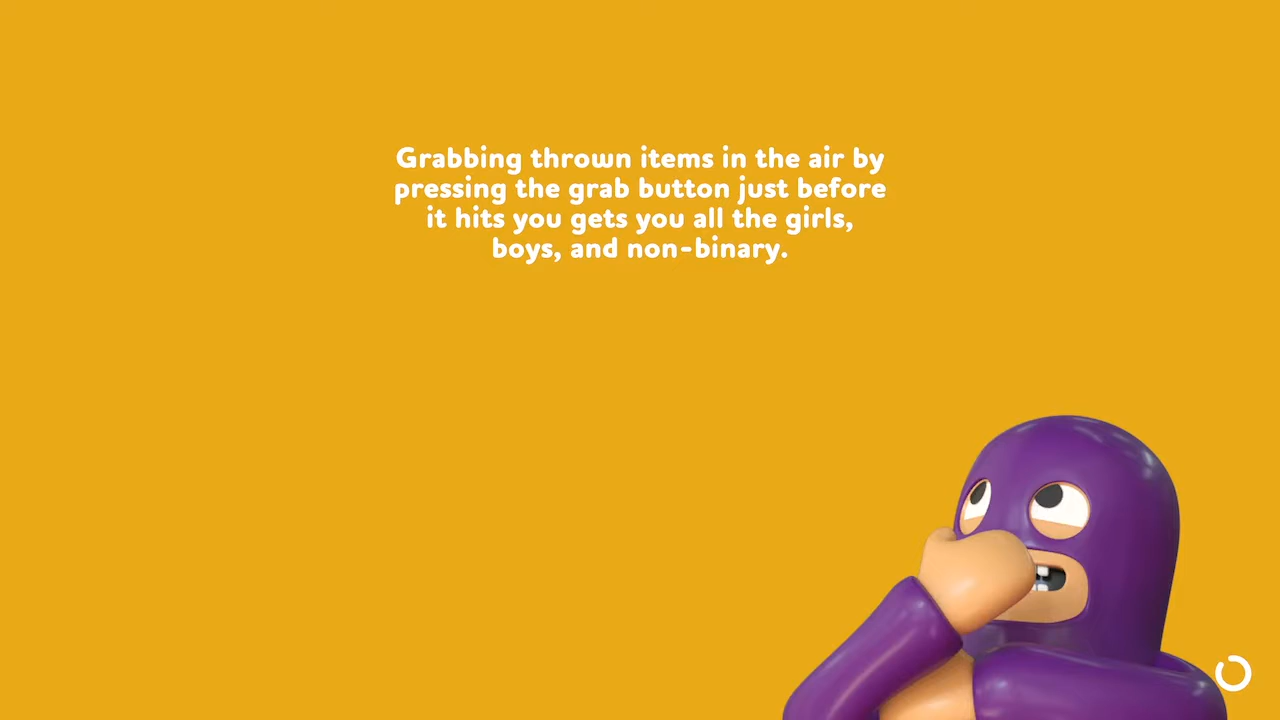 Grabbing thrown items in the air by
pressing the grab button just before
it hits you gets you all the girls,
boys, and non-binary.